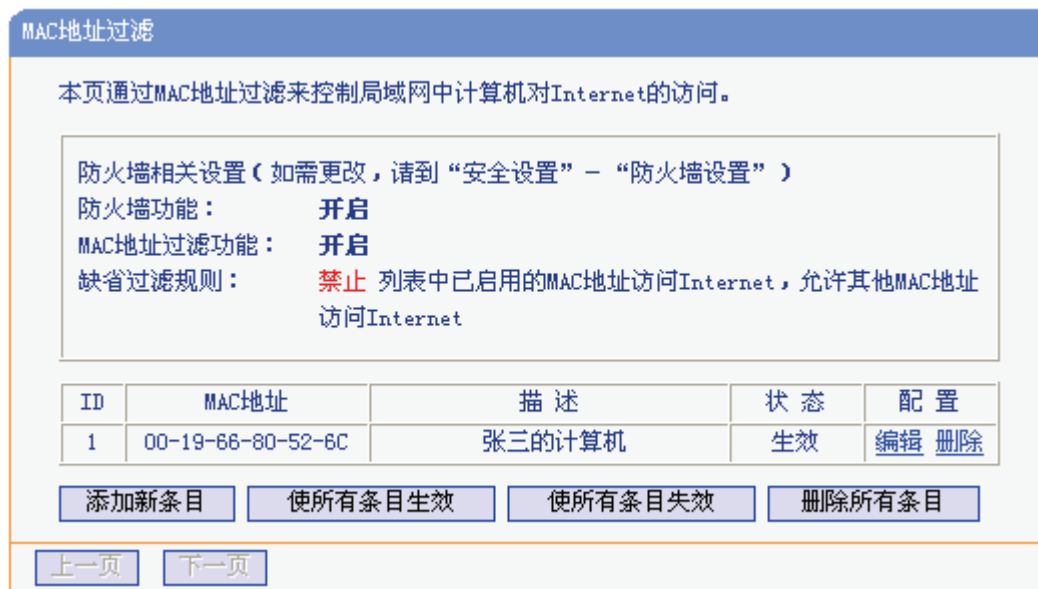 MAC地址过滤
本页通过MAC地址过滤来控制局域网中计算机对Internet的访问。
防火墙相关设置(如需更改,请到“安全设置”-“防火墙设置”)
防火墙功能: 开启
MAC地址过滤功能: 开启
缺省过滤规则: 禁止 列表中已启用的MAC地址访问Internet,允许其他MAC地址
访问Internet
ID MAC地址 描 述 状 态 配 置
1 00-19-66-80-52-6C 张三的计算机 生效 编辑 删除
添加新条目 使所有条目生效 使所有条目失效 删除所有条目
上一页 下一页